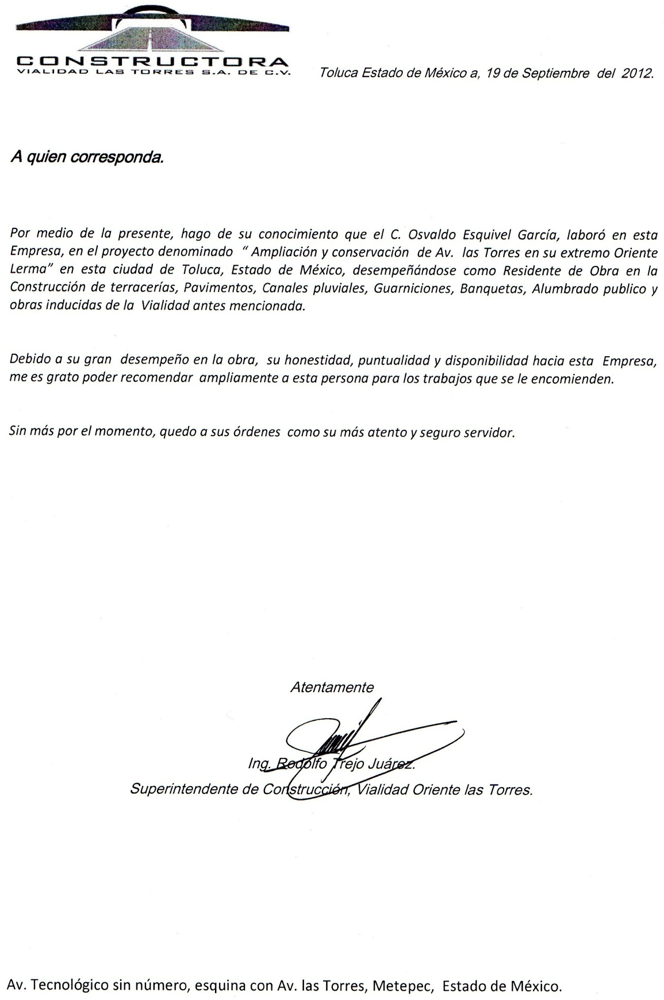 CONSTRUCTORA
VIALIDAD LAS TORRES S.A. DE C.V.
Toluca Estado de México a, 19 de Septiembre del 2012.
A quien corresponda.
Por medio de la presente, hago de su conocimiento que el C. Osvaldo Esquivel García, laboró en esta
Empresa, en el proyecto denominado " Ampliación y conservación de Av. las Torres en su extremo Oriente
Lerma" en esta ciudad de Toluca, Estado de México, desempeñándose como Residente de Obra en la
Construcción de terracerías, Pavimentos, Canales pluviales, Guarniciones, Banquetas, Alumbrado publico y
obras inducidas de la Vialidad antes mencionada.
Debido a su gran desempeño en la obra, su honestidad, puntualidad y disponibilidad hacia esta Empresa,
me es grato poder recomendar ampliamente a esta persona para los trabajos que se le encomienden.
Sin más por el momento, quedo a sus órdenes como su más atento y seguro servidor.
Atentamente
Ing. Rodolfo Trejo Juárez.
Superintendente de Construcción, Vialidad Oriente las Torres.
Av. Tecnológico sin número, esquina con Av. las Torres, Metepec, Estado de México.